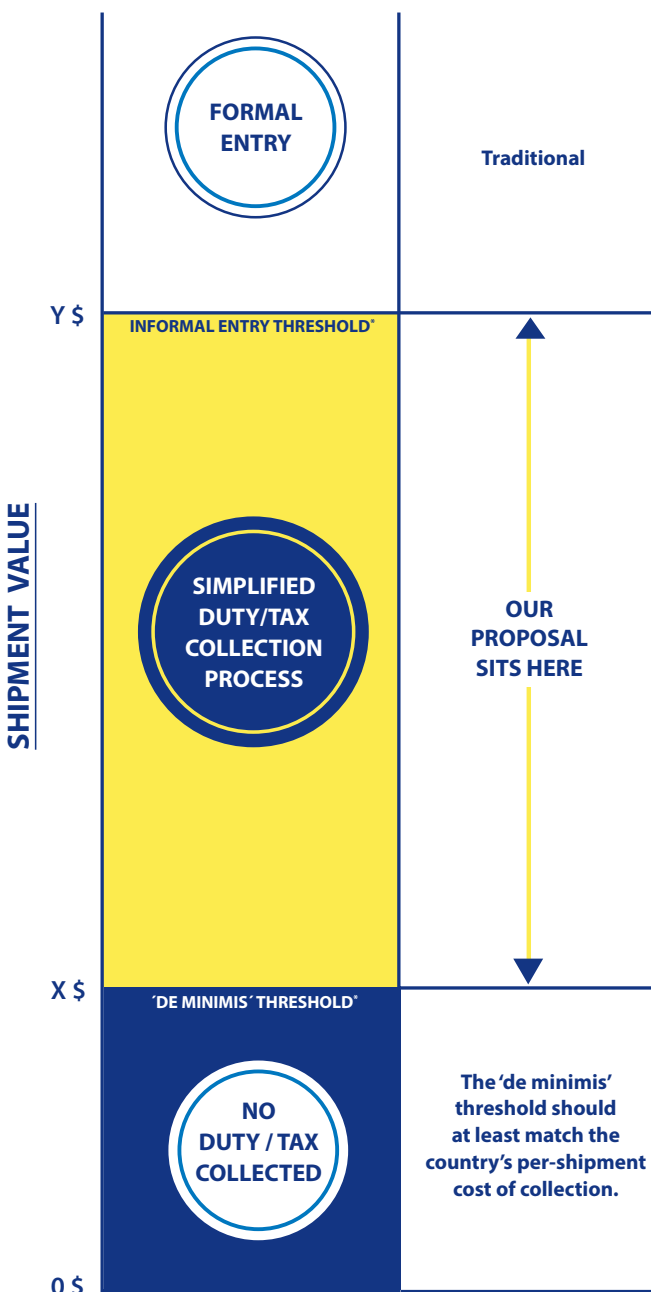 FORMAL
ENTRY
Traditional
Y $
INFORMAL ENTRY THRESHOLD*
SHIPMENT VALUE
SIMPLIFIED
DUTY/TAX
COLLECTION
PROCESS
OUR
PROPOSAL
SITS HERE
X $
‘DE MINIMIS’ THRESHOLD*
NO
DUTY / TAX
COLLECTED
The ‘de minimis’
threshold should
at least match the
country’s per-shipment
cost of collection.
0 $